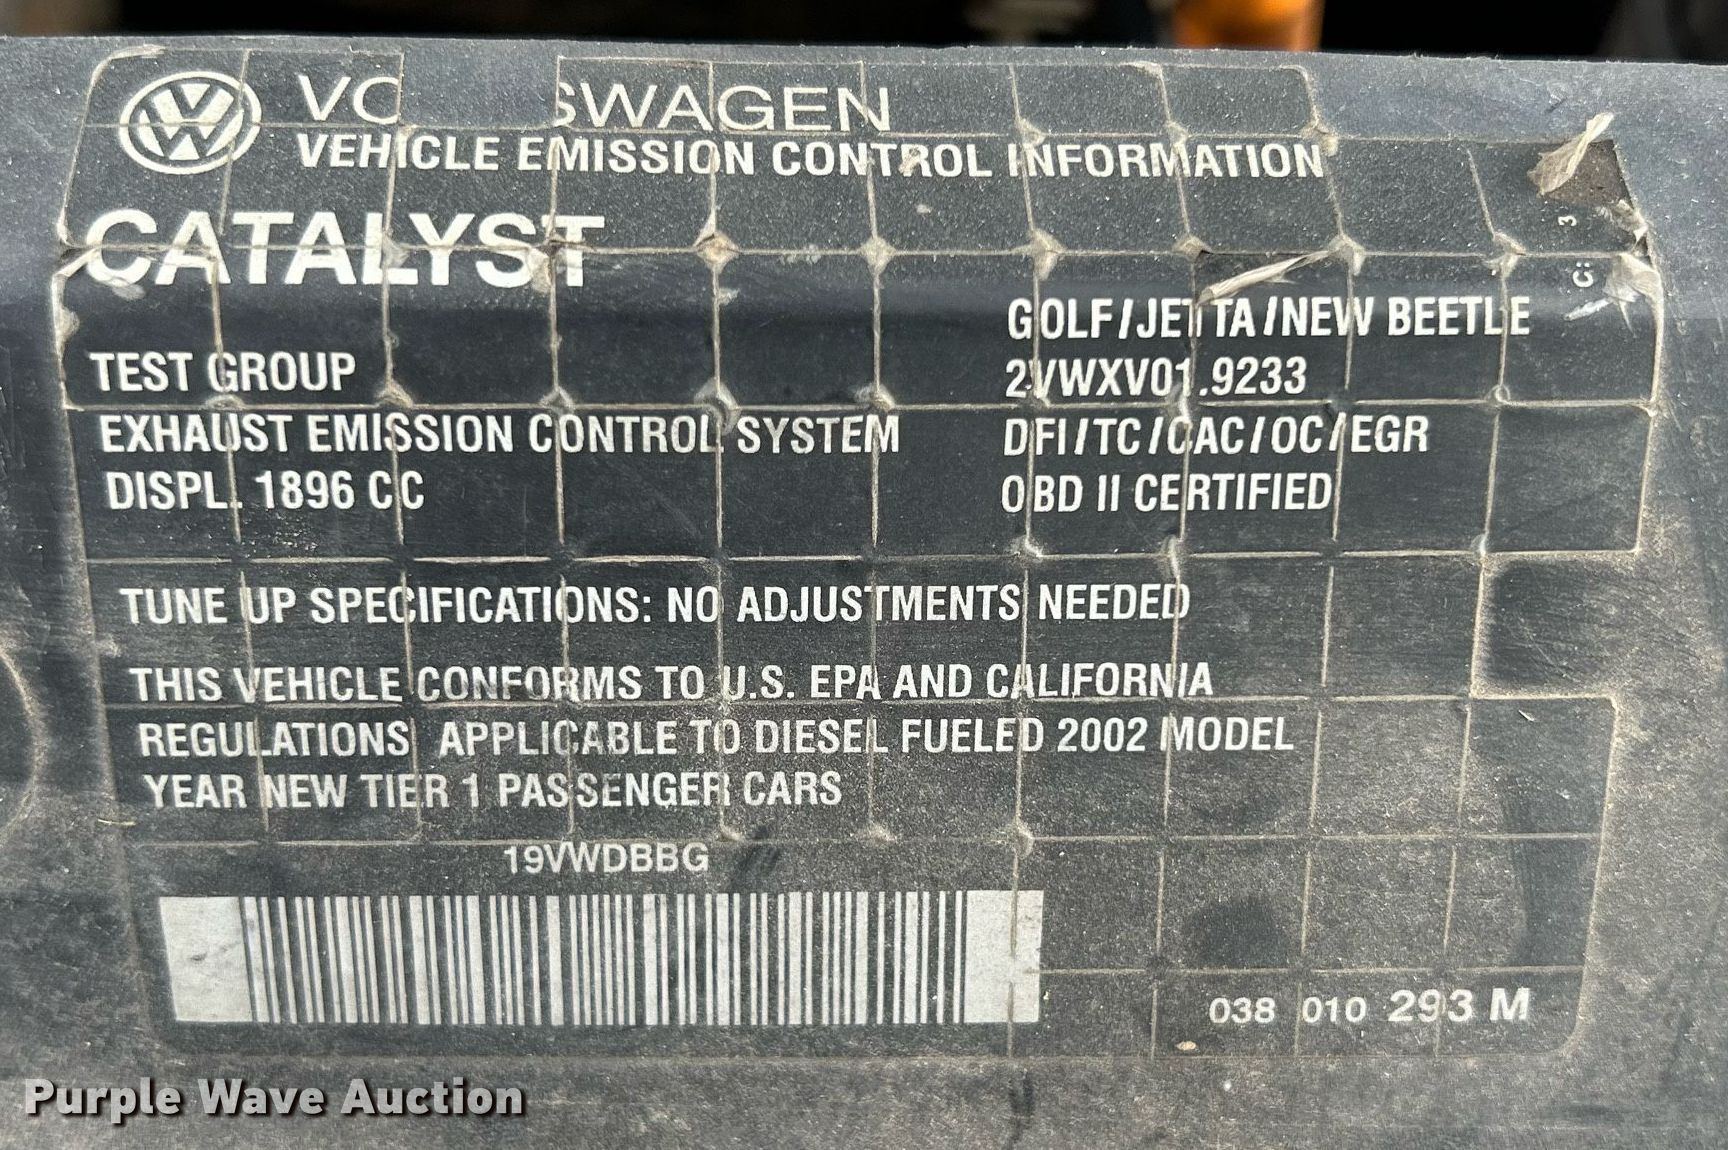 VO SWAGEN
VEHICLE EMISSION CONTROL INFORMATION
CATALYST
3
C:
GOLF/JETTA/NEW BEETLE
TEST GROUP 2VWXV01.9233
EXHAUST EMISSION CONTROL SYSTEM DFI/TC/CAC/OC/EGR
DISPL. 1896 CC OBD II CERTIFIED
TUNE UP SPECIFICATIONS: NO ADJUSTMENTS NEEDED
THIS VEHICLE CONFORMS TO U.S. EPA AND CALIFORNIA
REGULATIONS APPLICABLE TO DIESEL FUELED 2002 MODEL
YEAR NEW TIER 1 PASSENGER CARS
19VWDBBG
038 010 293 M
Purple Wave Auction